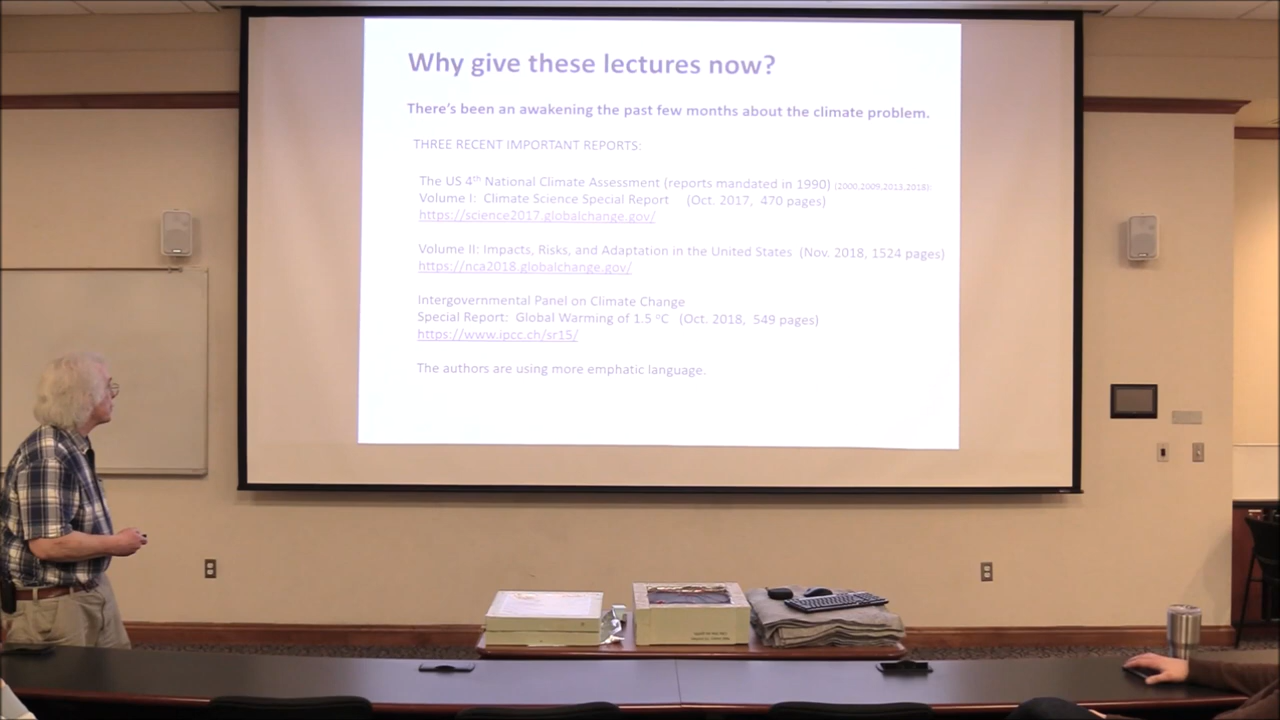 Why give these lectures now?
There's been an awakening the past few months about the climate problem.
THREE RECENT IMPORTANT REPORTS:
The US 4th National Climate Assessment (reports mandated in 1990) (2000,2009,2013,2018):
Volume I: Climate Science Special Report (Oct. 2017, 470 pages)
https://science2017.globalchange.gov/
Volume II: Impacts, Risks, and Adaptation in the United States (Nov. 2018, 1524 pages)
https://nca2018.globalchange.gov/
Intergovernmental Panel on Climate Change
Special Report: Global Warming of 1.5 °C (Oct. 2018, 549 pages)
https://www.ipcc.ch/sr15/
The authors are using more emphatic language.